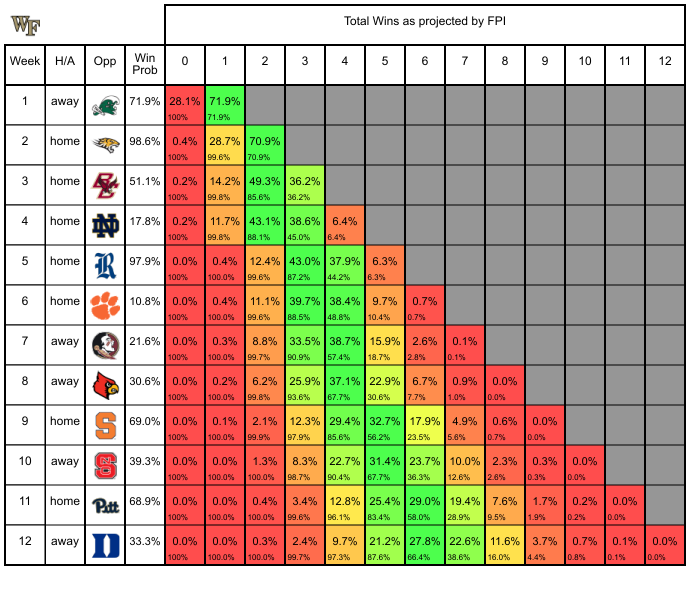 WF
Total Wins as projected by FPI
Week H/A Opp Win Prob 0 1 2 3 4 5 6 7 8 9 10 11 12
1 away 71.9% 28.1% 71.9%
100% 71.9%
2 home 98.6% 0.4% 28.7% 70.9%
100% 99.6% 70.9%
3 home BC 51.1% 0.2% 14.2% 49.3% 36.2%
100% 99.8% 85.6% 36.2%
4 home ND 17.8% 0.2% 11.7% 43.1% 38.6% 6.4%
100% 99.8% 88.1% 45.0% 6.4%
5 home R 97.9% 0.0% 0.4% 12.4% 43.0% 37.9% 6.3%
100% 100.0% 99.6% 87.2% 44.2% 6.3%
6 home 10.8% 0.0% 0.4% 11.1% 39.7% 38.4% 9.7% 0.7%
100% 100.0% 99.6% 88.5% 48.8% 10.4% 0.7%
7 away 21.6% 0.0% 0.3% 8.8% 33.5% 38.7% 15.9% 2.6% 0.1%
100% 100.0% 99.7% 90.9% 57.4% 18.7% 2.8% 0.1%
8 away 30.6% 0.0% 0.2% 6.2% 25.9% 37.1% 22.9% 6.7% 0.9% 0.0%
100% 100.0% 99.8% 93.6% 67.7% 30.6% 7.7% 1.0% 0.0%
9 home S 69.0% 0.0% 0.1% 2.1% 12.3% 29.4% 32.7% 17.9% 4.9% 0.6% 0.0%
100% 100.0% 99.9% 97.9% 85.6% 56.2% 23.5% 5.6% 0.7% 0.0%
10 away NCS 39.3% 0.0% 0.0% 1.3% 8.3% 22.7% 31.4% 23.7% 10.0% 2.3% 0.3% 0.0%
100% 100.0% 100.0% 98.7% 90.4% 67.7% 36.3% 12.6% 2.6% 0.3% 0.0%
11 home Pitt 68.9% 0.0% 0.0% 0.4% 3.4% 12.8% 25.4% 29.0% 19.4% 7.6% 1.7% 0.2% 0.0%
100% 100.0% 100.0% 99.6% 96.1% 83.4% 58.0% 28.9% 9.5% 1.9% 0.2% 0.0%
12 away D 33.3% 0.0% 0.0% 0.3% 2.4% 9.7% 21.2% 27.8% 22.6% 11.6% 3.7% 0.7% 0.1% 0.0%
100% 100.0% 100.0% 99.7% 97.3% 87.6% 66.4% 38.6% 16.0% 4.4% 0.8% 0.1% 0.0%